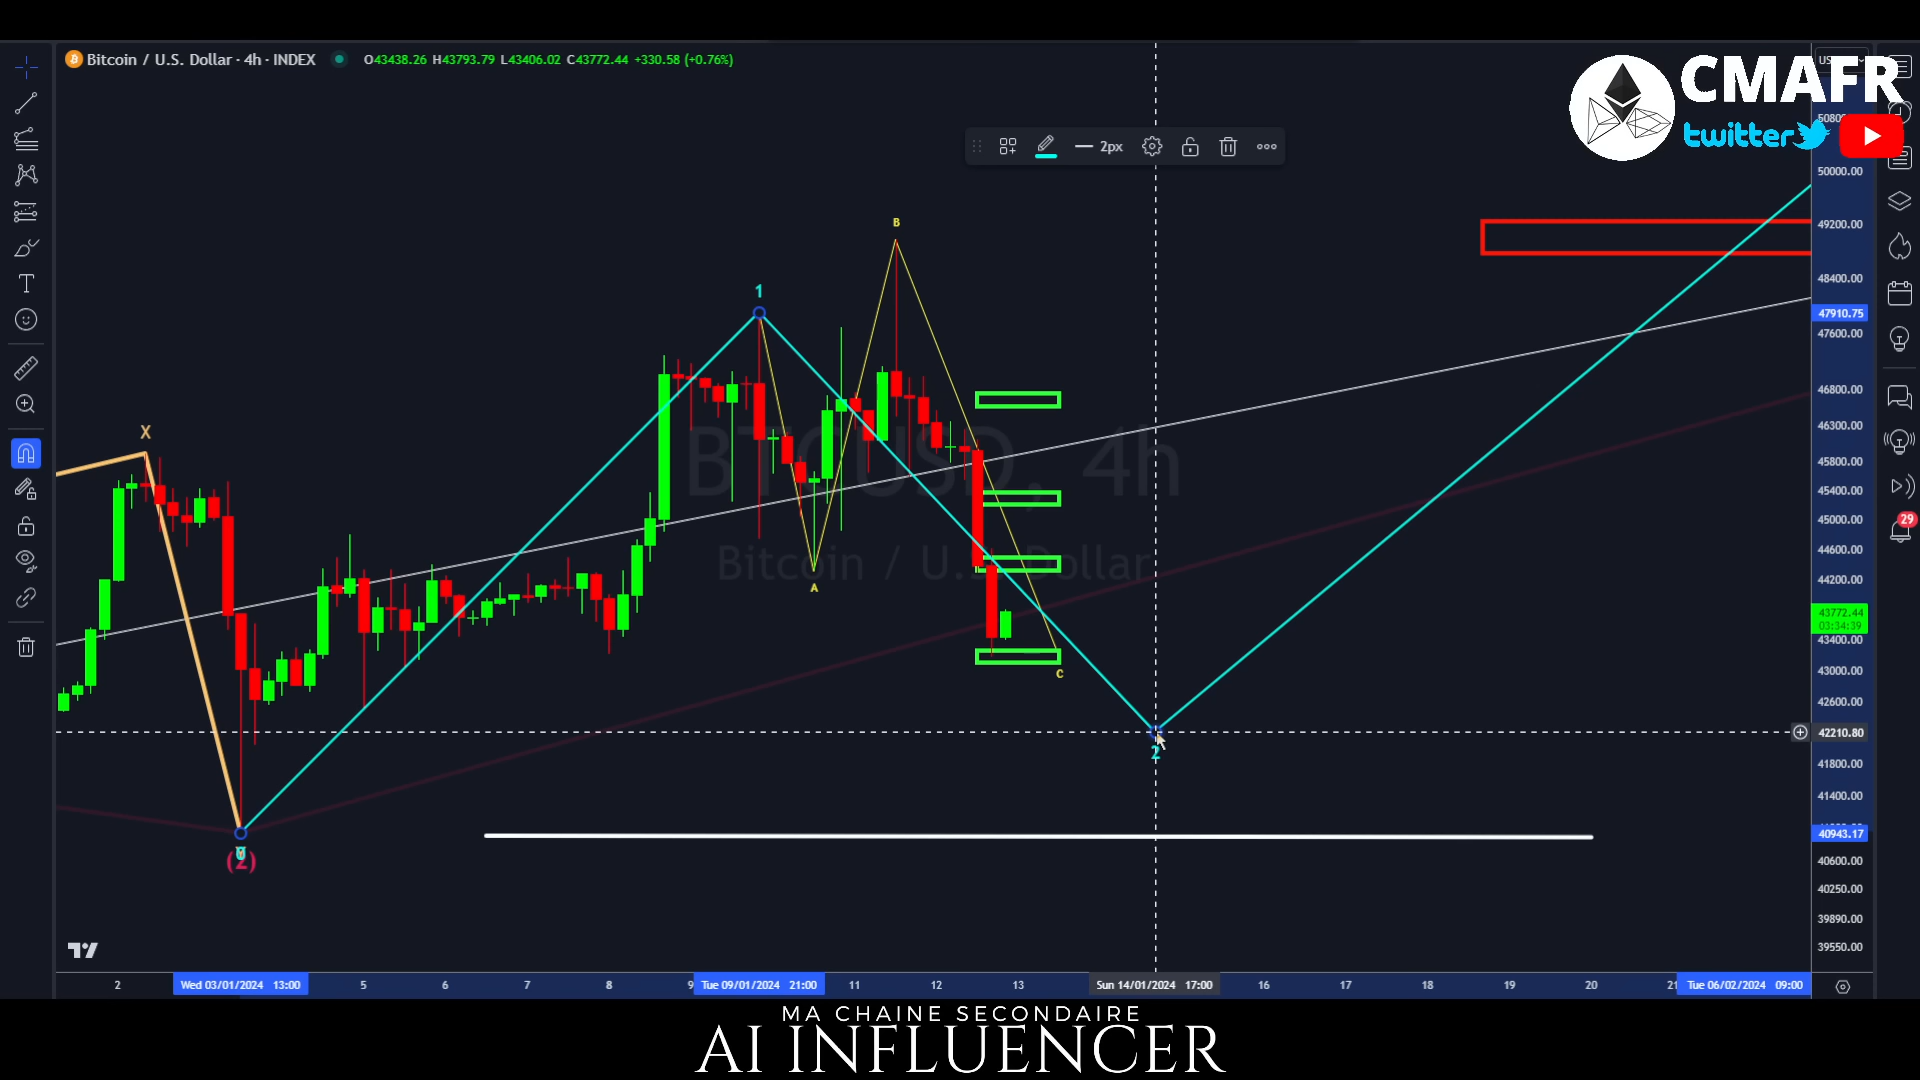 Bitcoin / U.S. Dollar · 4h · INDEX
O43438.26 H43793.79 L43406.02 C43772.44 +330.58 (+0.76%)
CMAFR
twitter
2px
50000.00
49200.00
48400.00
47910.75
47600.00
46800.00
46300.00
45800.00
45400.00
45000.00
44600.00
44200.00
43772.44
03:34:39
43400.00
43000.00
42600.00
42210.80
41800.00
41400.00
40943.17
40600.00
40250.00
39890.00
39550.00
29
X
1
B
A
C
2
(2)
BTCUSD, 4h
Bitcoin / U.S. Dollar
2 Wed 03/01/2024 13:00 5 6 7 8 9 Tue 09/01/2024 21:00 11 12 13 Sun 14/01/2024 17:00 16 17 18 19 20 21 Tue 06/02/2024 09:00
MA CHAINE SECONDAIRE
AI INFLUENCER